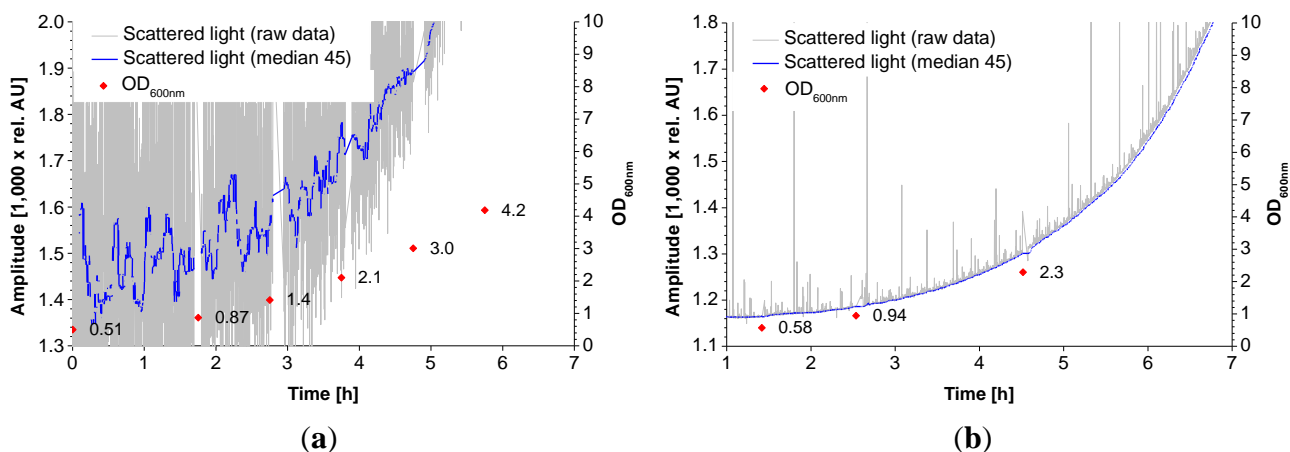 2.0
1.9
1.8
1.7
1.6
1.5
1.4
1.3
Amplitude [1,000 x rel. AU]
Scattered light (raw data)
Scattered light (median 45)
OD600nm
0.51
0.87
1.4
2.1
3.0
4.2
10
9
8
7
6
5
4
3
2
1
0
OD600nm
0 1 2 3 4 5 6 7
Time [h]
(a)
1.8
1.7
1.6
1.5
1.4
1.3
1.2
1.1
Amplitude [1,000 x rel. AU]
Scattered light (raw data)
Scattered light (median 45)
OD600nm
0.58
0.94
2.3
10
9
8
7
6
5
4
3
2
1
0
OD600nm
1 2 3 4 5 6 7
Time [h]
(b)